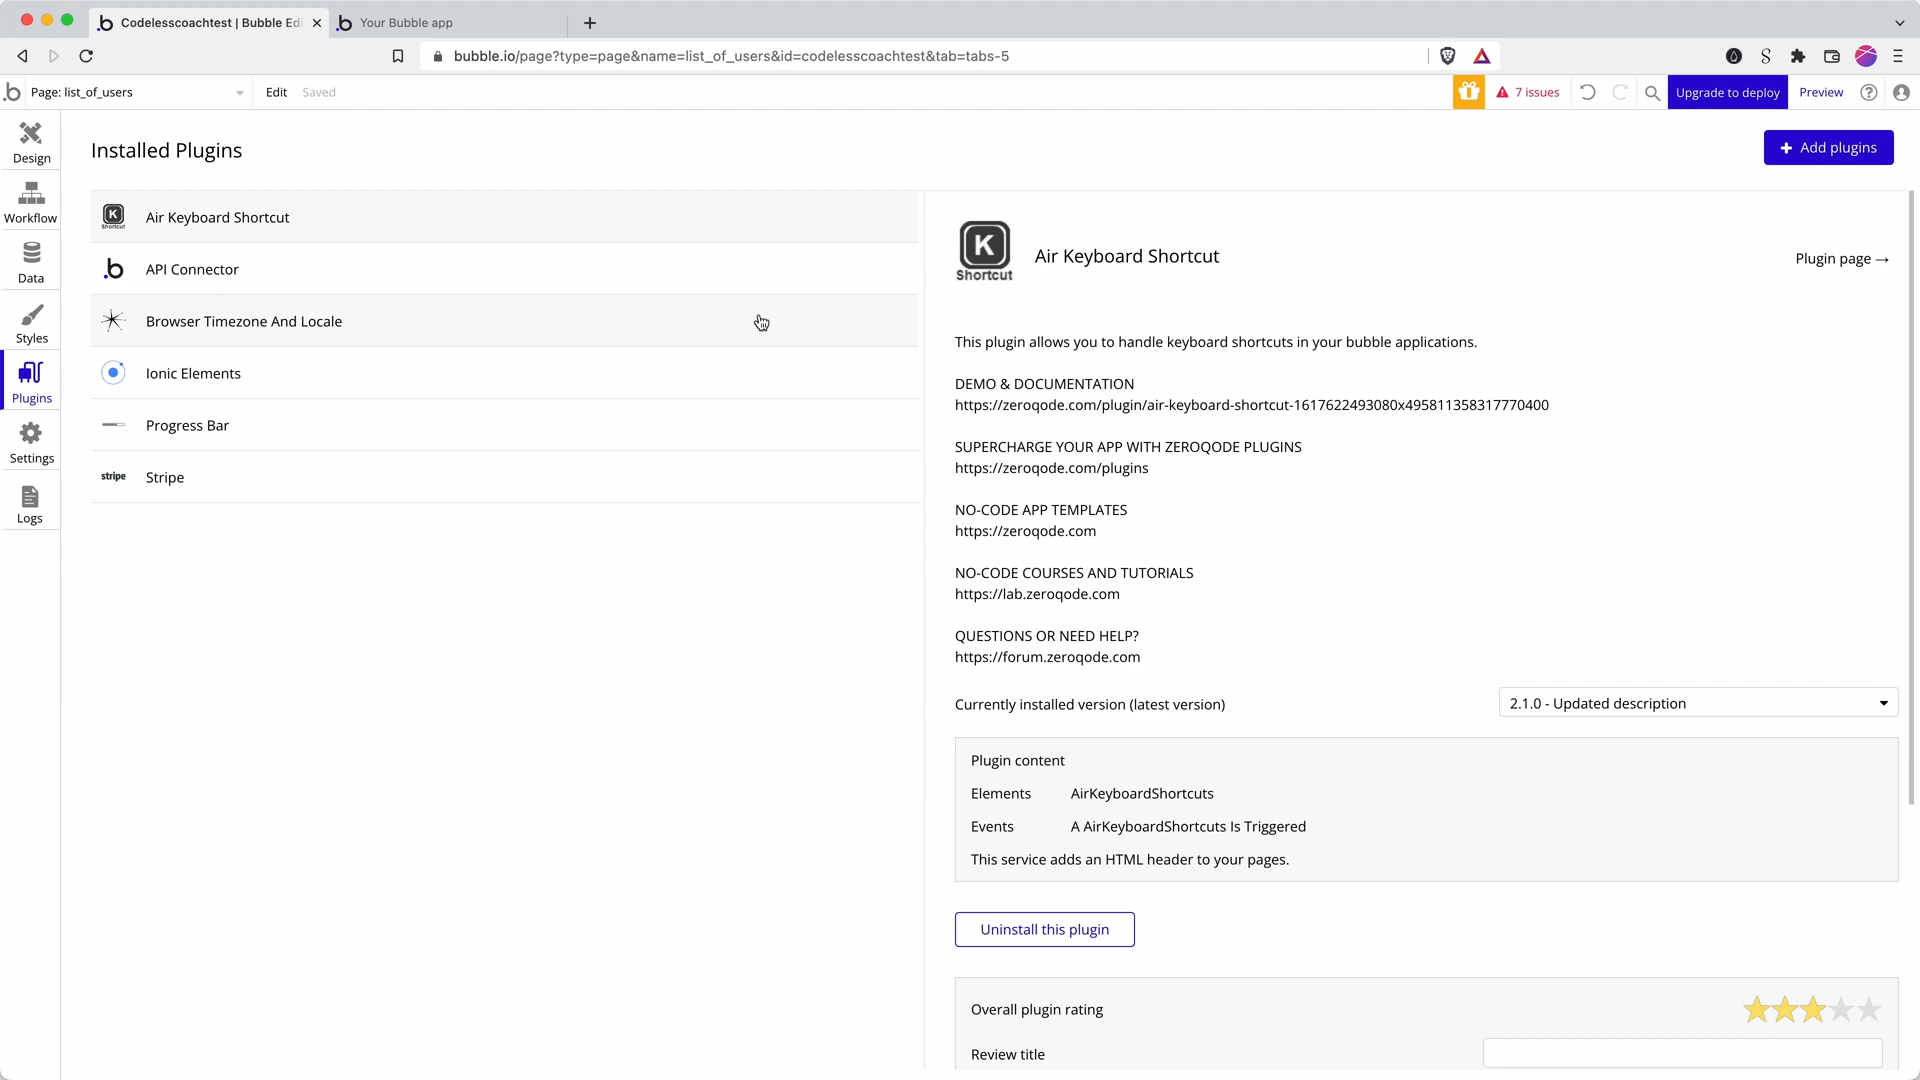 Codelesscoachtest | Bubble Edi
Your Bubble app
bubble.io/page?type=page&name=list_of_users&id=codelesscoachtest&tab=tabs-5
Page: list_of_users
Edit
Saved
7 issues
Upgrade to deploy
Preview
Design
Workflow
Data
Styles
Plugins
Settings
Logs
Installed Plugins
+ Add plugins
K
Shortcut
Air Keyboard Shortcut
API Connector
Browser Timezone And Locale
Ionic Elements
Progress Bar
stripe
Stripe
K
Shortcut
Air Keyboard Shortcut
Plugin page →
This plugin allows you to handle keyboard shortcuts in your bubble applications.
DEMO & DOCUMENTATION
https://zeroqode.com/plugin/air-keyboard-shortcut-1617622493080x495811358317770400
SUPERCHARGE YOUR APP WITH ZEROQODE PLUGINS
https://zeroqode.com/plugins
NO-CODE APP TEMPLATES
https://zeroqode.com
NO-CODE COURSES AND TUTORIALS
https://lab.zeroqode.com
QUESTIONS OR NEED HELP?
https://forum.zeroqode.com
Currently installed version (latest version)
2.1.0 - Updated description
Plugin content
Elements AirKeyboardShortcuts
Events A AirKeyboardShortcuts Is Triggered
This service adds an HTML header to your pages.
Uninstall this plugin
Overall plugin rating
Review title